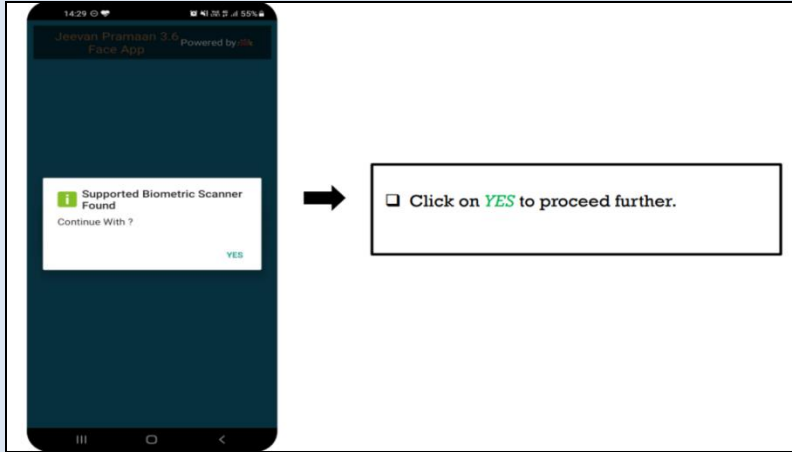 14:29
55%
Jeevan Pramaan 3.6
Face App
Powered by
Supported Biometric Scanner
Found
Continue With ?
YES
❑ Click on YES to proceed further.